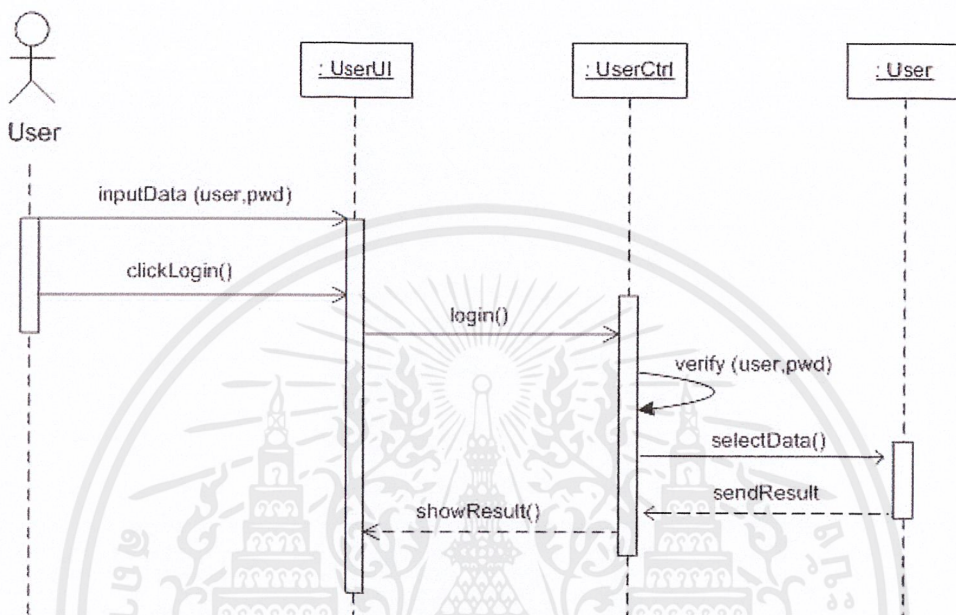 : UserUI
: UserCtrl
: User
User
inputData (user,pwd)
clickLogin()
login()
verify (user,pwd)
selectData()
sendResult
showResult()